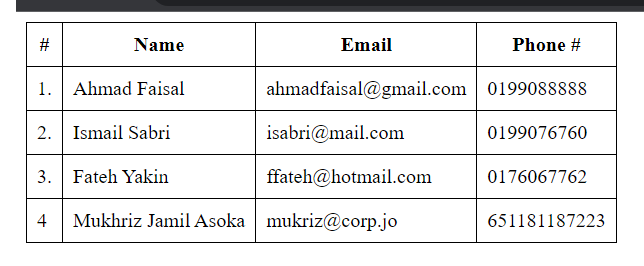 # Name Email Phone #
1. Ahmad Faisal ahmadfaisal@gmail.com 0199088888
2. Ismail Sabri isabri@mail.com 0199076760
3. Fateh Yakin ffateh@hotmail.com 0176067762
4 Mukhriz Jamil Asoka mukriz@corp.jo 651181187223